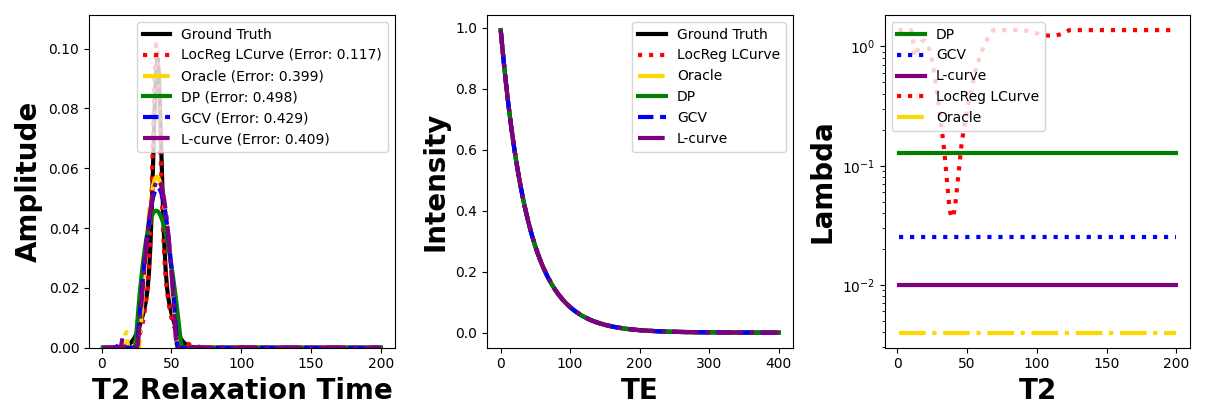 Amplitude
0.10
0.08
0.06
0.04
0.02
0.00
Ground Truth
LocReg LCurve (Error: 0.117)
Oracle (Error: 0.399)
DP (Error: 0.498)
GCV (Error: 0.429)
L-curve (Error: 0.409)
0 50 100 150 200
T2 Relaxation Time
Intensity
1.0
0.8
0.6
0.4
0.2
0.0
Ground Truth
LocReg LCurve
Oracle
DP
GCV
L-curve
0 100 200 300 400
TE
Lambda
10⁰
10⁻¹
10⁻²
DP
GCV
L-curve
LocReg LCurve
Oracle
0 50 100 150 200
T2